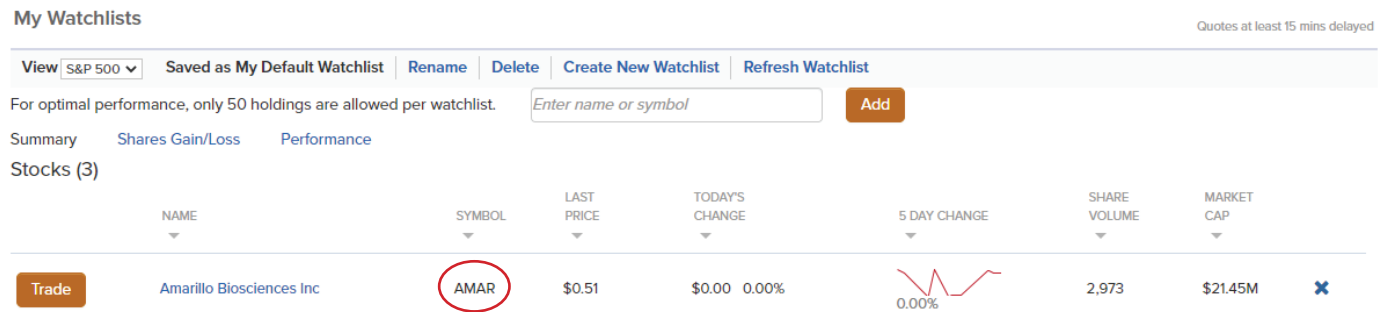 My Watchlists
Quotes at least 15 mins delayed
View S&P 500 Saved as My Default Watchlist Rename Delete Create New Watchlist Refresh Watchlist
For optimal performance, only 50 holdings are allowed per watchlist. Enter name or symbol Add
Summary Shares Gain/Loss Performance
Stocks (3)
NAME SYMBOL LAST PRICE TODAY'S CHANGE 5 DAY CHANGE SHARE VOLUME MARKET CAP
Trade Amarillo Biosciences Inc AMAR $0.51 $0.00 0.00% 0.00% 2,973 $21.45M